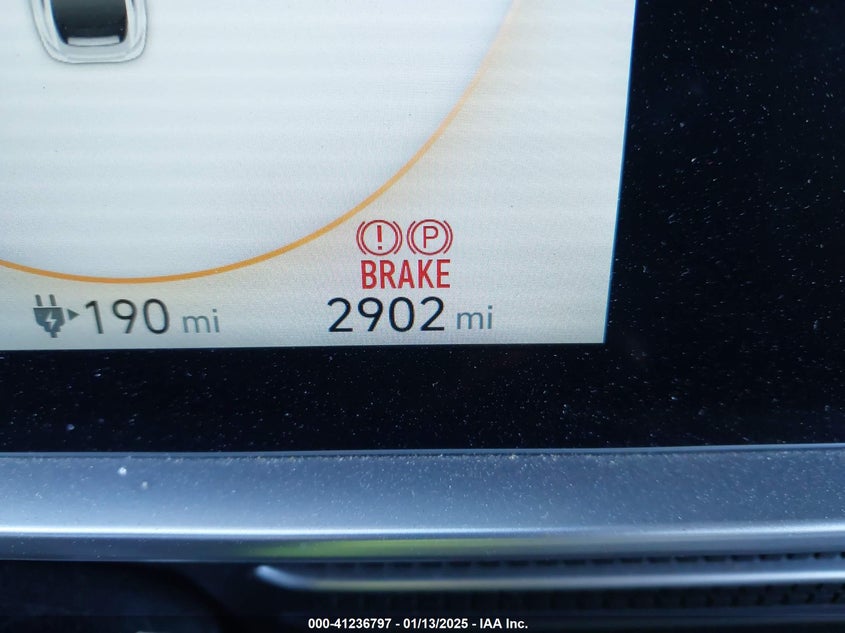 ! P
BRAKE
190 mi
2902 mi
000-41236797 - 01/13/2025 - IAA Inc.